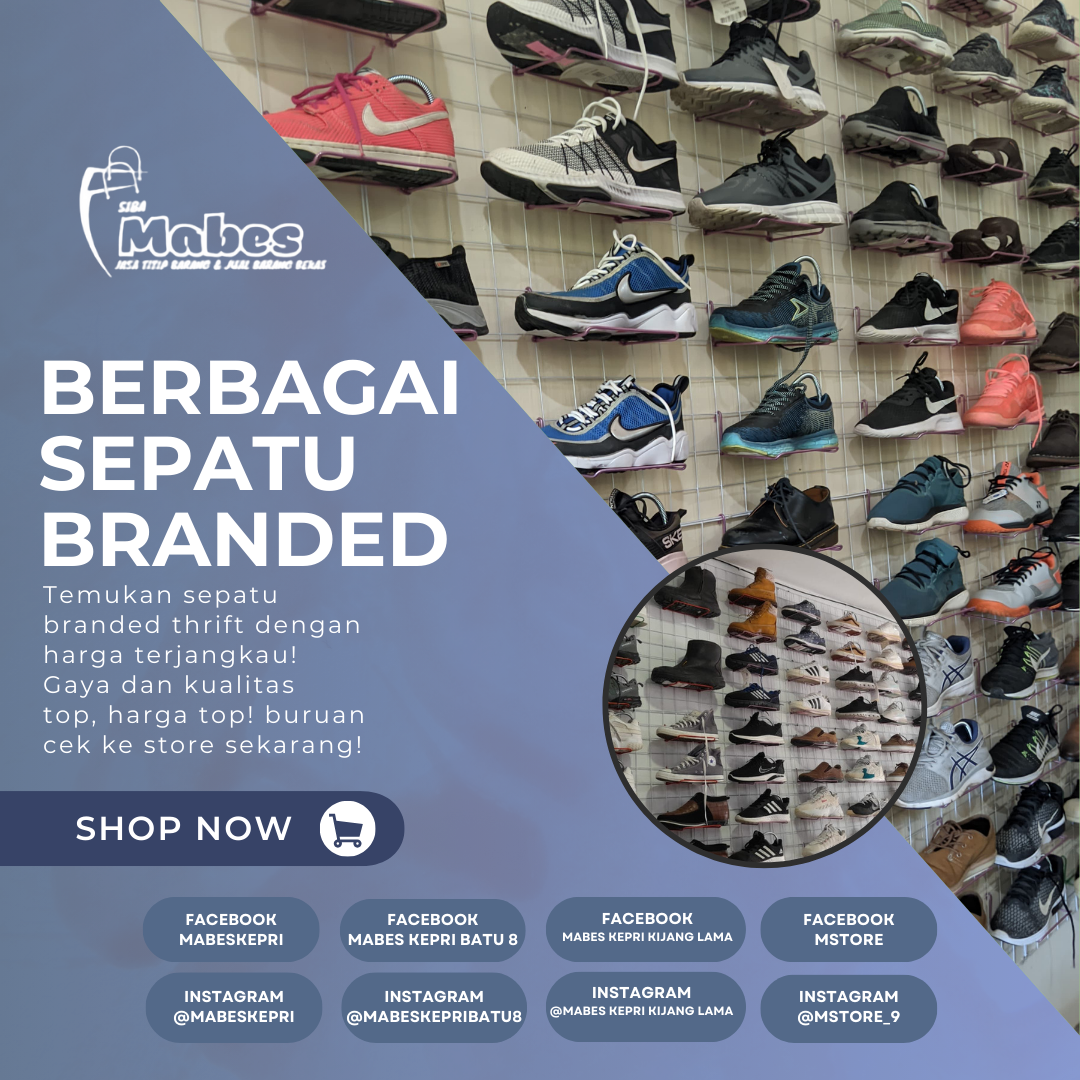 SIBA
Mabes
JASA TITIP BARANG & JUAL BARANG BEKAS
BERBAGAI
SEPATU
BRANDED
Temukan sepatu
branded thrift dengan
harga terjangkau!
Gaya dan kualitas
top, harga top! buruan
cek ke store sekarang!
SHOP NOW
FACEBOOK
MABESKEPRI
FACEBOOK
MABES KEPRI BATU 8
FACEBOOK
MABES KEPRI KIJANG LAMA
FACEBOOK
MSTORE
INSTAGRAM
@MABESKEPRI
INSTAGRAM
@MABESKEPRIBATU8
INSTAGRAM
@MABES KEPRI KIJANG LAMA
INSTAGRAM
@MSTORE_9